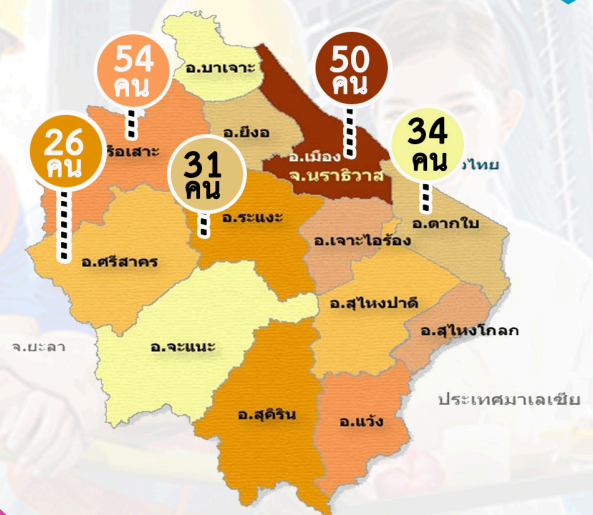 54
คน
50
คน
อ.บาเจาะ
26
คน
รือเสาะ
อ.ยีงอ
31
คน
อ.เมือง
จ.นราธิวาส
34
คน
วไทย
อ.ระแงะ
อ.ตากใบ
อ.เจาะไอร้อง
อ.ศรีสาคร
อ.สุไหงปาดี
อ.สุไหงโกลก
จ.ยะลา
อ.จะแนะ
ประเทศมาเลเซีย
อ.สุคิริน
อ.แว้ง